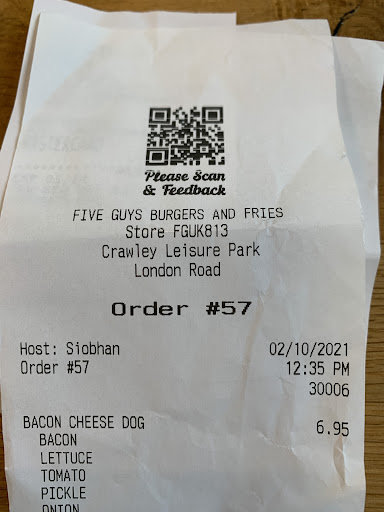 Please Scan
& Feedback
FIVE GUYS BURGERS AND FRIES
Store FGUK813
Crawley Leisure Park
London Road
Order #57
Host: Siobhan 02/10/2021
Order #57 12:35 PM
30006
BACON CHEESE DOG 6.95
BACON
LETTUCE
TOMATO
PICKLE
ONION